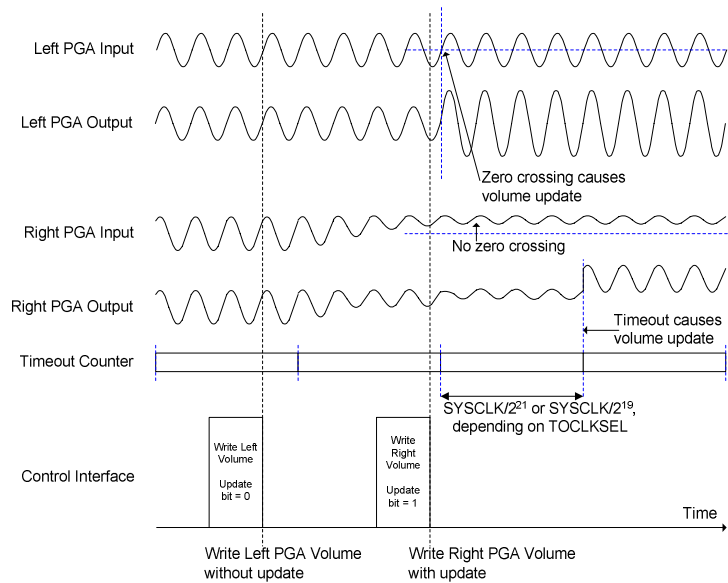 Left PGA Input
Left PGA Output
Zero crossing causes
volume update
Right PGA Input
No zero crossing
Right PGA Output
Timeout causes
volume update
Timeout Counter
SYSCLK/2²¹ or SYSCLK/2¹⁹,
depending on TOCLKSEL
Write Left
Volume
Update
bit = 0
Write
Right
Volume
Update
bit = 1
Control Interface
Time
Write Left PGA Volume
without update
Write Right PGA Volume
with update